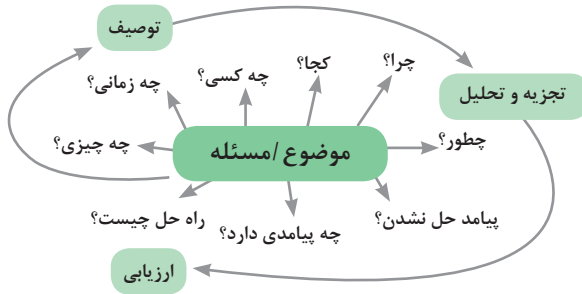 توصیف
چرا؟
کجا؟
چه کسی؟
چه زمانی؟
تجزیه و تحلیل
چطور؟
موضوع/مسئله
چه چیزی؟
پیامد حل نشدن؟
چه پیامدی دارد؟
راه حل چیست؟
ارزیابی